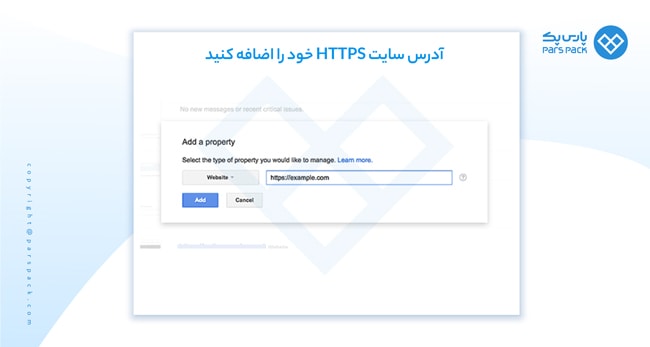 پارس پک
PARS PACK
آدرس سایت HTTPS خود را اضافه کنید
No new messages or recent critical issues.
Add a property
Select the type of property you would like to manage. Learn more.
Website
https://example.com
?
Add
Cancel
copyright@parspack.com